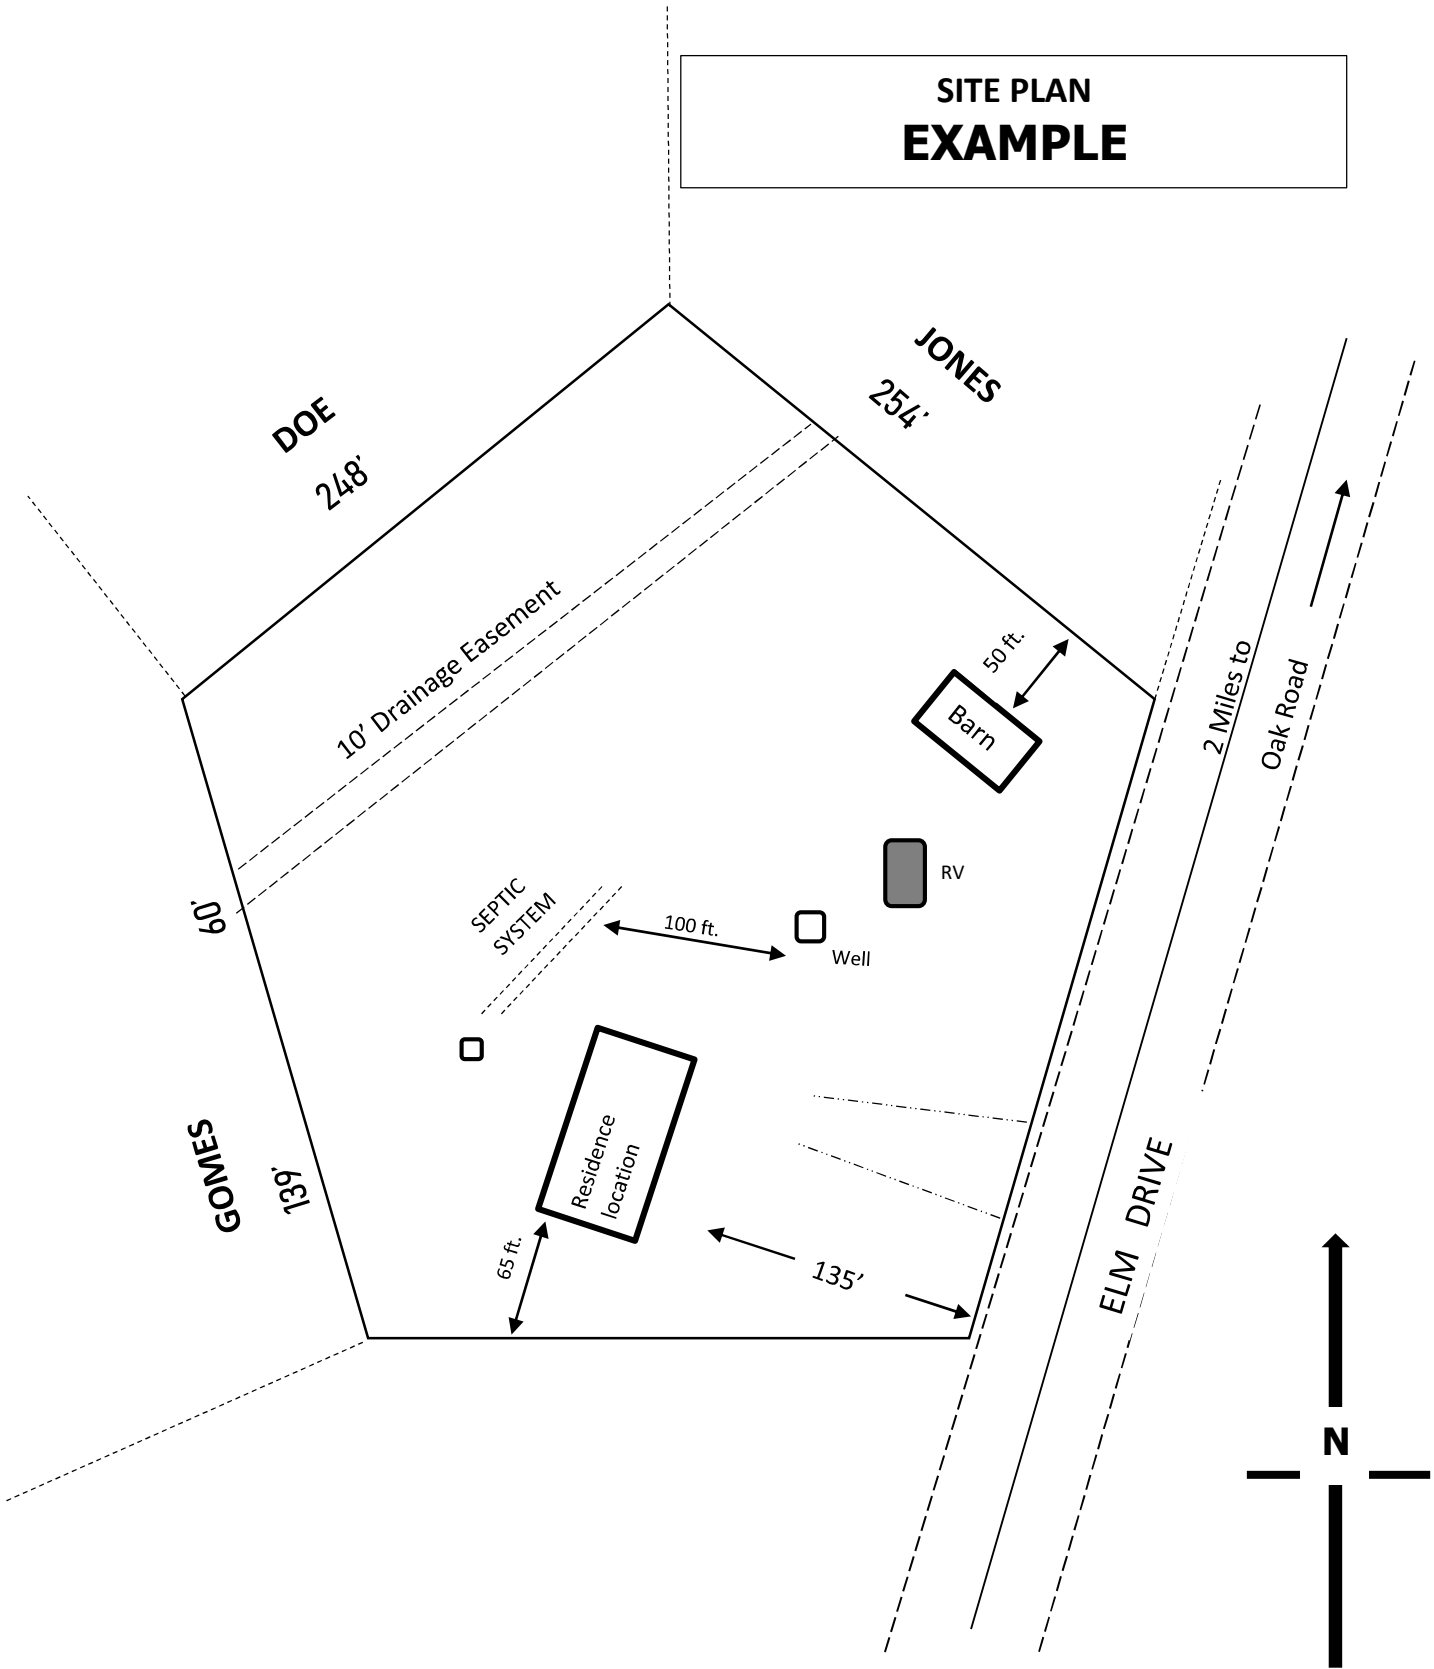 SITE PLAN
EXAMPLE
JONES
254’
DOE
248’
10’ Drainage Easement
50 ft.
Barn
2 Miles to
Oak Road
RV
60’
SEPTIC
SYSTEM
100 ft.
Well
Residence
location
GOMES
139’
65 ft.
135’
ELM DRIVE
N